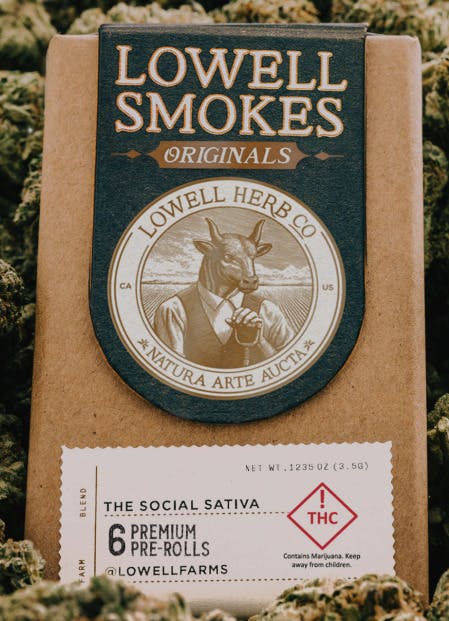 LOWELL
SMOKES
ORIGINALS
LOWELL HERB CO
CA
US
NATURA ARTE AUCTA
NET WT. .1235 OZ (3.5G)
FARM BLEND
THE SOCIAL SATIVA
6 PREMIUM
PRE-ROLLS
@LOWELLFARMS
!
THC
Contains Marijuana. Keep
away from children.